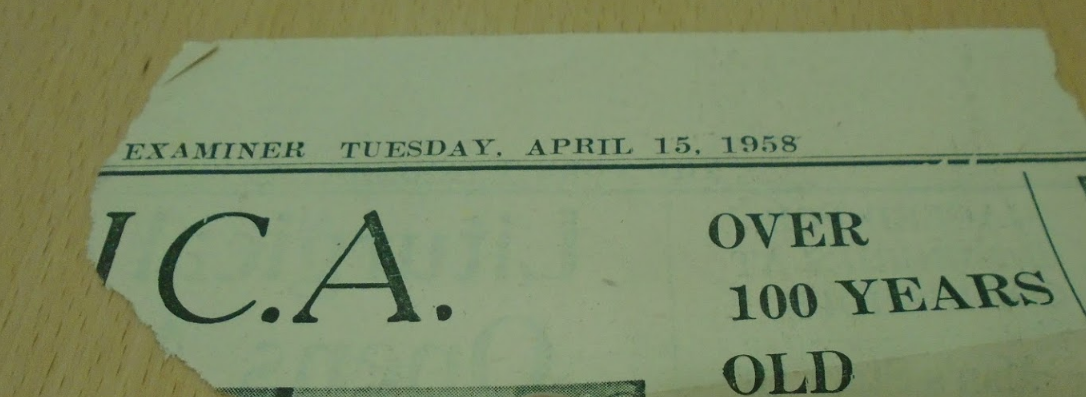 EXAMINER TUESDAY, APRIL 15, 1958
C.A.
OVER
100 YEARS
OLD